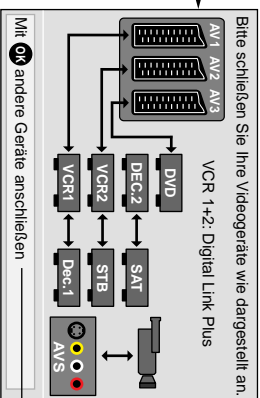 Bitte schließen Sie Ihre Videogeräte wie dargestellt an.
VCR 1+2: Digital Link Plus
AV1 AV2 AV3
DVD
DEC.2 SAT
VCR2 STB
VCR1 Dec.1
AVS
Mit OK andere Geräte anschließen